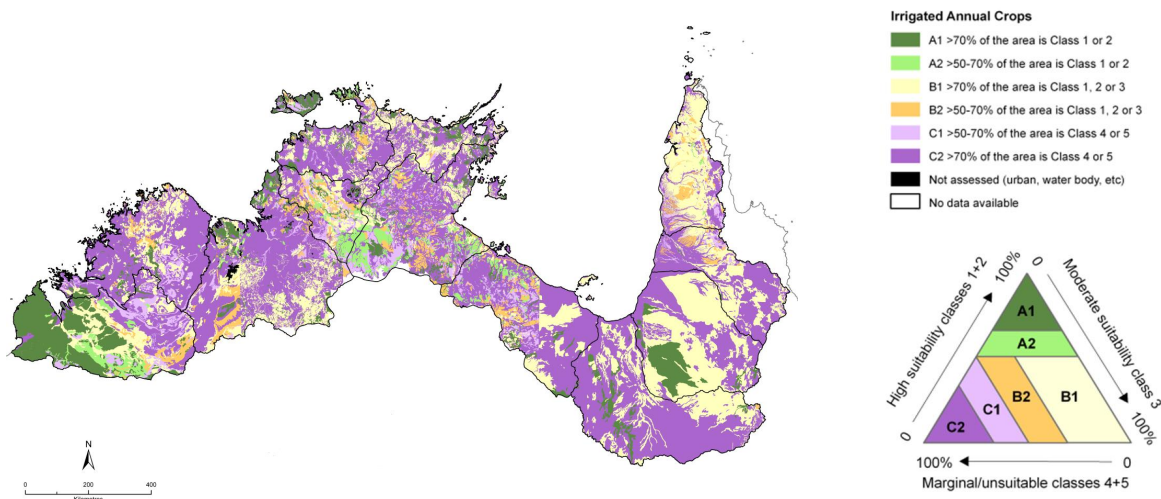 Irrigated Annual Crops
A1 >70% of the area is Class 1 or 2
A2 >50-70% of the area is Class 1 or 2
B1 >70% of the area is Class 1, 2 or 3
B2 >50-70% of the area is Class 1, 2 or 3
C1 >50-70% of the area is Class 4 or 5
C2 >70% of the area is Class 4 or 5
Not assessed (urban, water body, etc)
No data available
High suitability classes 1+2
100%
0
0
Moderate suitability class 3
100%
A1
A2
B1
B2
C1
C2
100%
0
Marginal/unsuitable classes 4+5
N
0 200 400
Kilometres